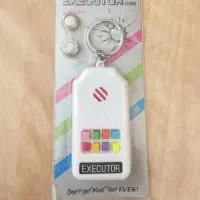 EXECUTOR
EXECUTOR
Don't get "Mad" Get EVEN!